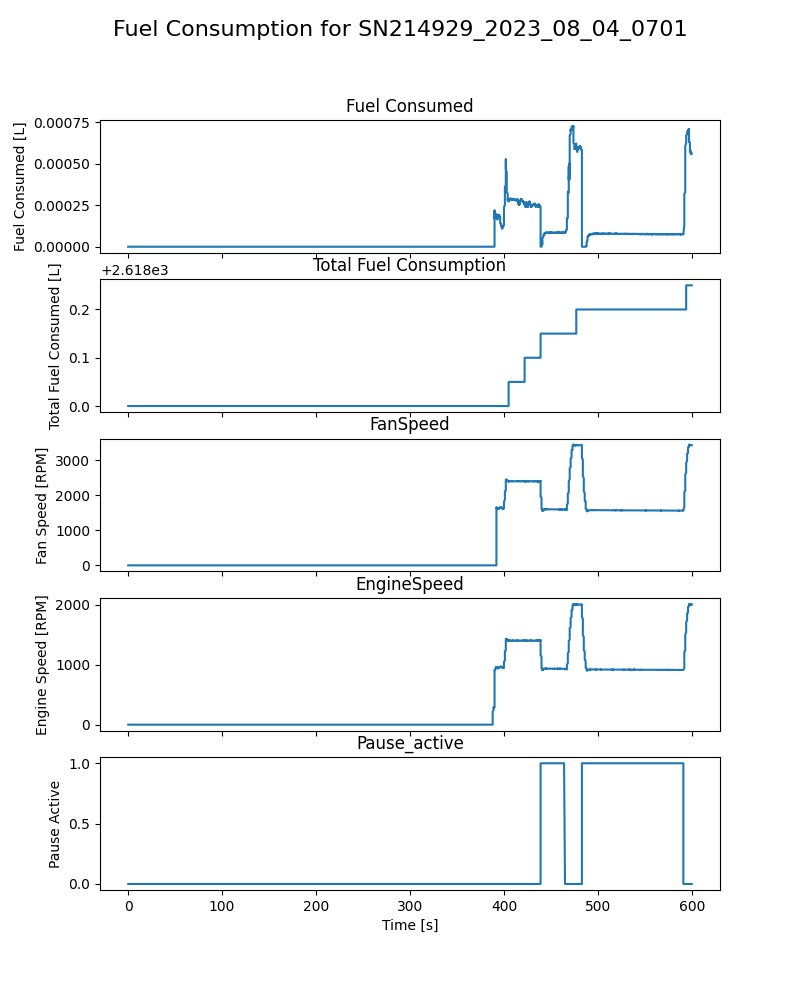 Fuel Consumption for SN214929_2023_08_04_0701
Fuel Consumed
Fuel Consumed [L]
0.00075
0.00050
0.00025
0.00000
+2.618e3
Total Fuel Consumption
Total Fuel Consumed [L]
0.2
0.1
0.0
FanSpeed
Fan Speed [RPM]
3000
2000
1000
0
EngineSpeed
Engine Speed [RPM]
2000
1000
0
Pause_active
Pause Active
1.0
0.5
0.0
0 100 200 300 400 500 600
Time [s]